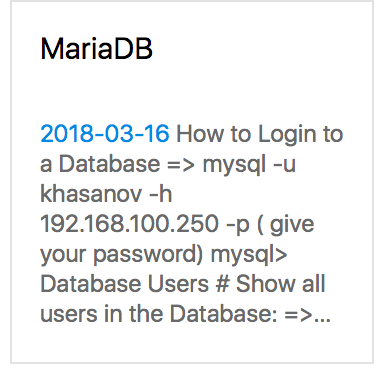 MariaDB
2018-03-16 How to Login to
a Database => mysql -u
khasanov -h
192.168.100.250 -p ( give
your password) mysql>
Database Users # Show all
users in the Database: =>...